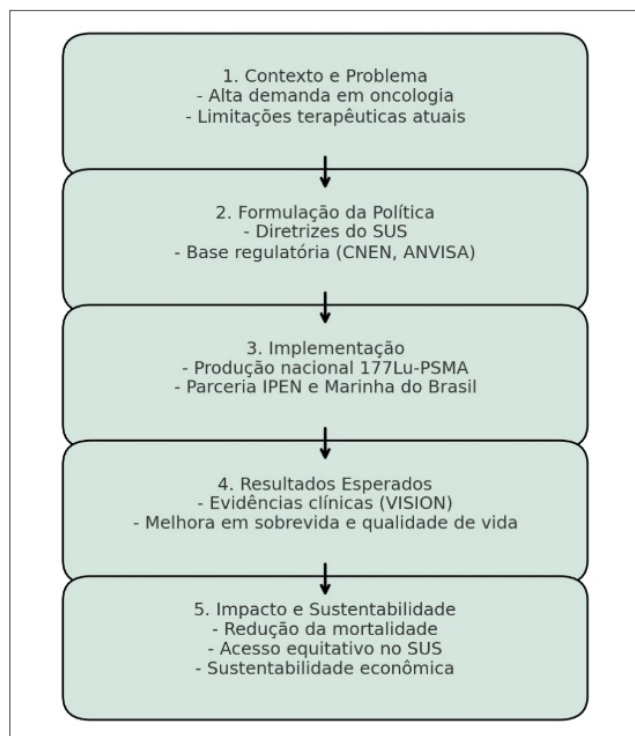 1. Contexto e Problema
- Alta demanda em oncologia
- Limitações terapêuticas atuais
2. Formulação da Política
- Diretrizes do SUS
- Base regulatória (CNEN, ANVISA)
3. Implementação
- Produção nacional 177Lu-PSMA
- Parceria IPEN e Marinha do Brasil
4. Resultados Esperados
- Evidências clínicas (VISION)
- Melhora em sobrevida e qualidade de vida
5. Impacto e Sustentabilidade
- Redução da mortalidade
- Acesso equitativo no SUS
- Sustentabilidade econômica